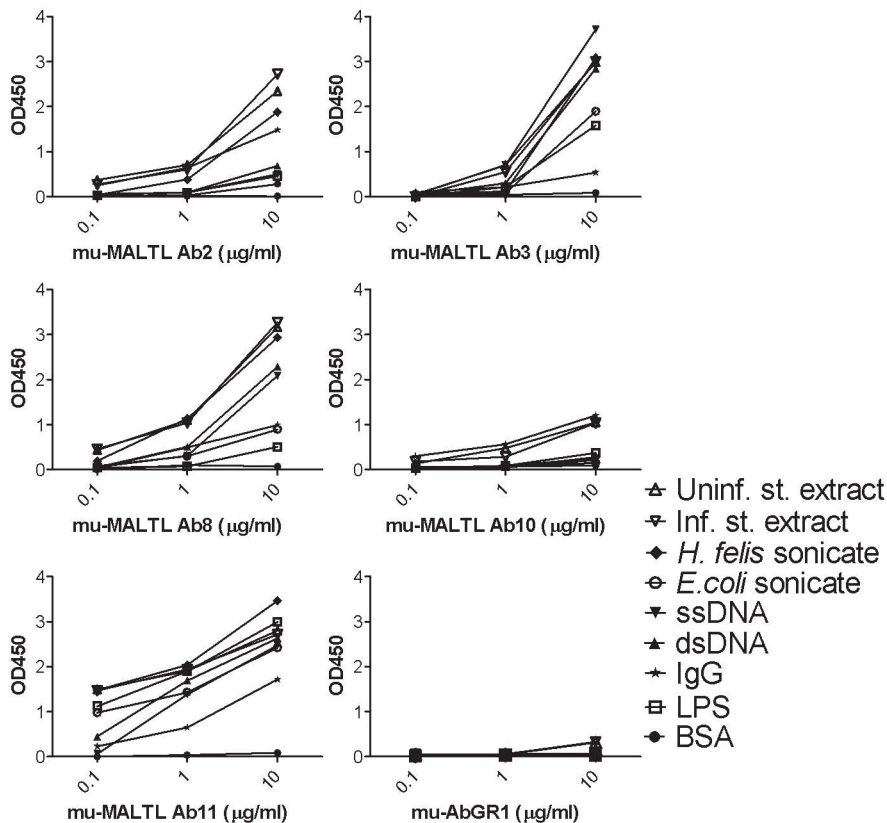 4
3
2
1
0
OD450
0.1
1
10
mu-MALTL Ab2 (µg/ml)
4
3
2
1
0
OD450
0.1
1
10
mu-MALTL Ab3 (µg/ml)
4
3
2
1
0
OD450
0.1
1
10
mu-MALTL Ab8 (µg/ml)
4
3
2
1
0
OD450
0.1
1
10
mu-MALTL Ab10 (µg/ml)
4
3
2
1
0
OD450
0.1
1
10
mu-MALTL Ab11 (µg/ml)
4
3
2
1
0
OD450
0.1
1
10
mu-AbGR1 (µg/ml)
Uninf. st. extract
Inf. st. extract
H. felis sonicate
E.coli sonicate
ssDNA
dsDNA
IgG
LPS
BSA